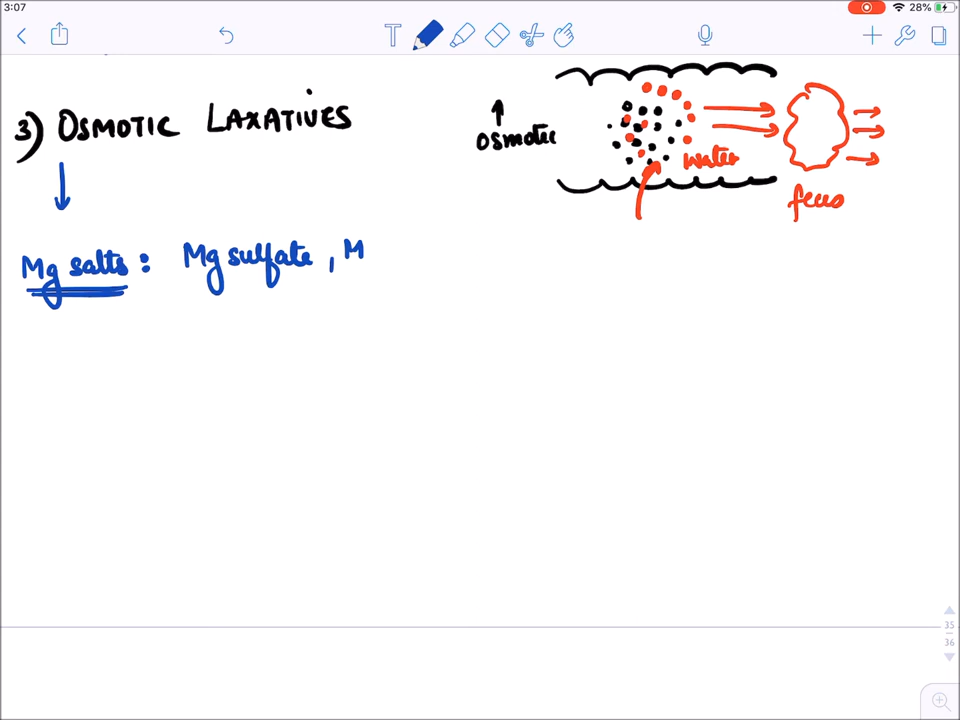 3:07
28%
T
3) OSMOTIC LAXATIVES
↑
osmotic
water
feces
Mg salts : Mg sulfate , M
35
36